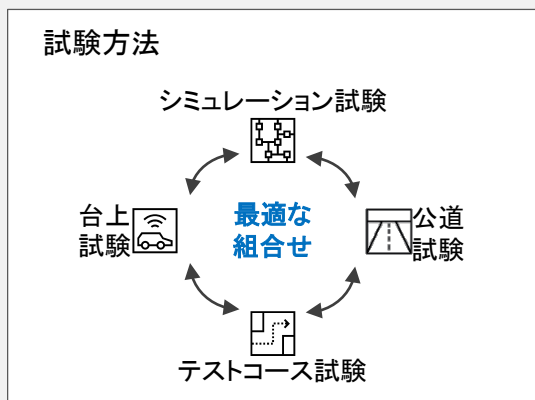 試験方法
シミュレーション試験
台上
試験
最適な
組合せ
公道
試験
テストコース試験